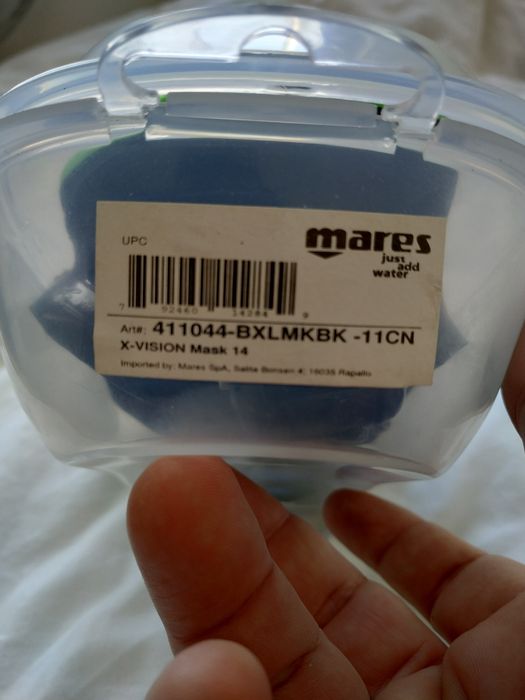 UPC
mares
just
add
water
7 92460 14284 9
Art#: 411044-BXLMKBK -11CN
X-VISION Mask 14
Imported by: Mares SpA, Salita Bonsen 4, 16035 Rapallo